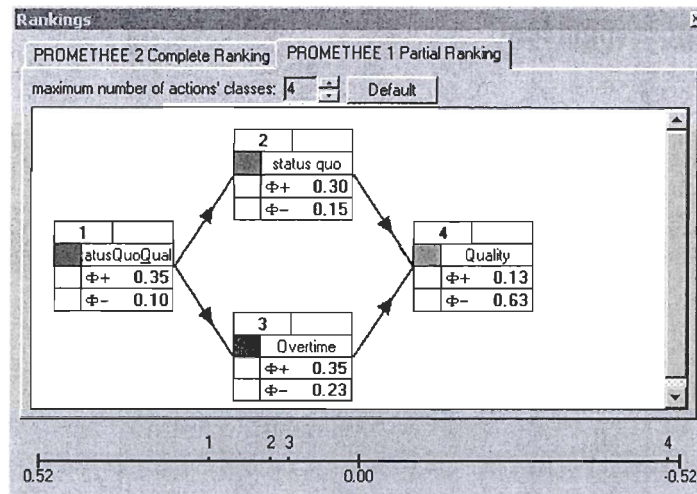 Rankings
PROMETHEE 2 Complete Ranking
PROMETHEE 1 Partial Ranking
maximum number of actions' classes: 4 Default
2
status quo
Φ+ 0.30
Φ− 0.15
1
atusQuoQual
Φ+ 0.35
Φ− 0.10
4
Quality
Φ+ 0.13
Φ− 0.63
3
Overtime
Φ+ 0.35
Φ− 0.23
1 2 3 4
0.52 0.00 -0.52